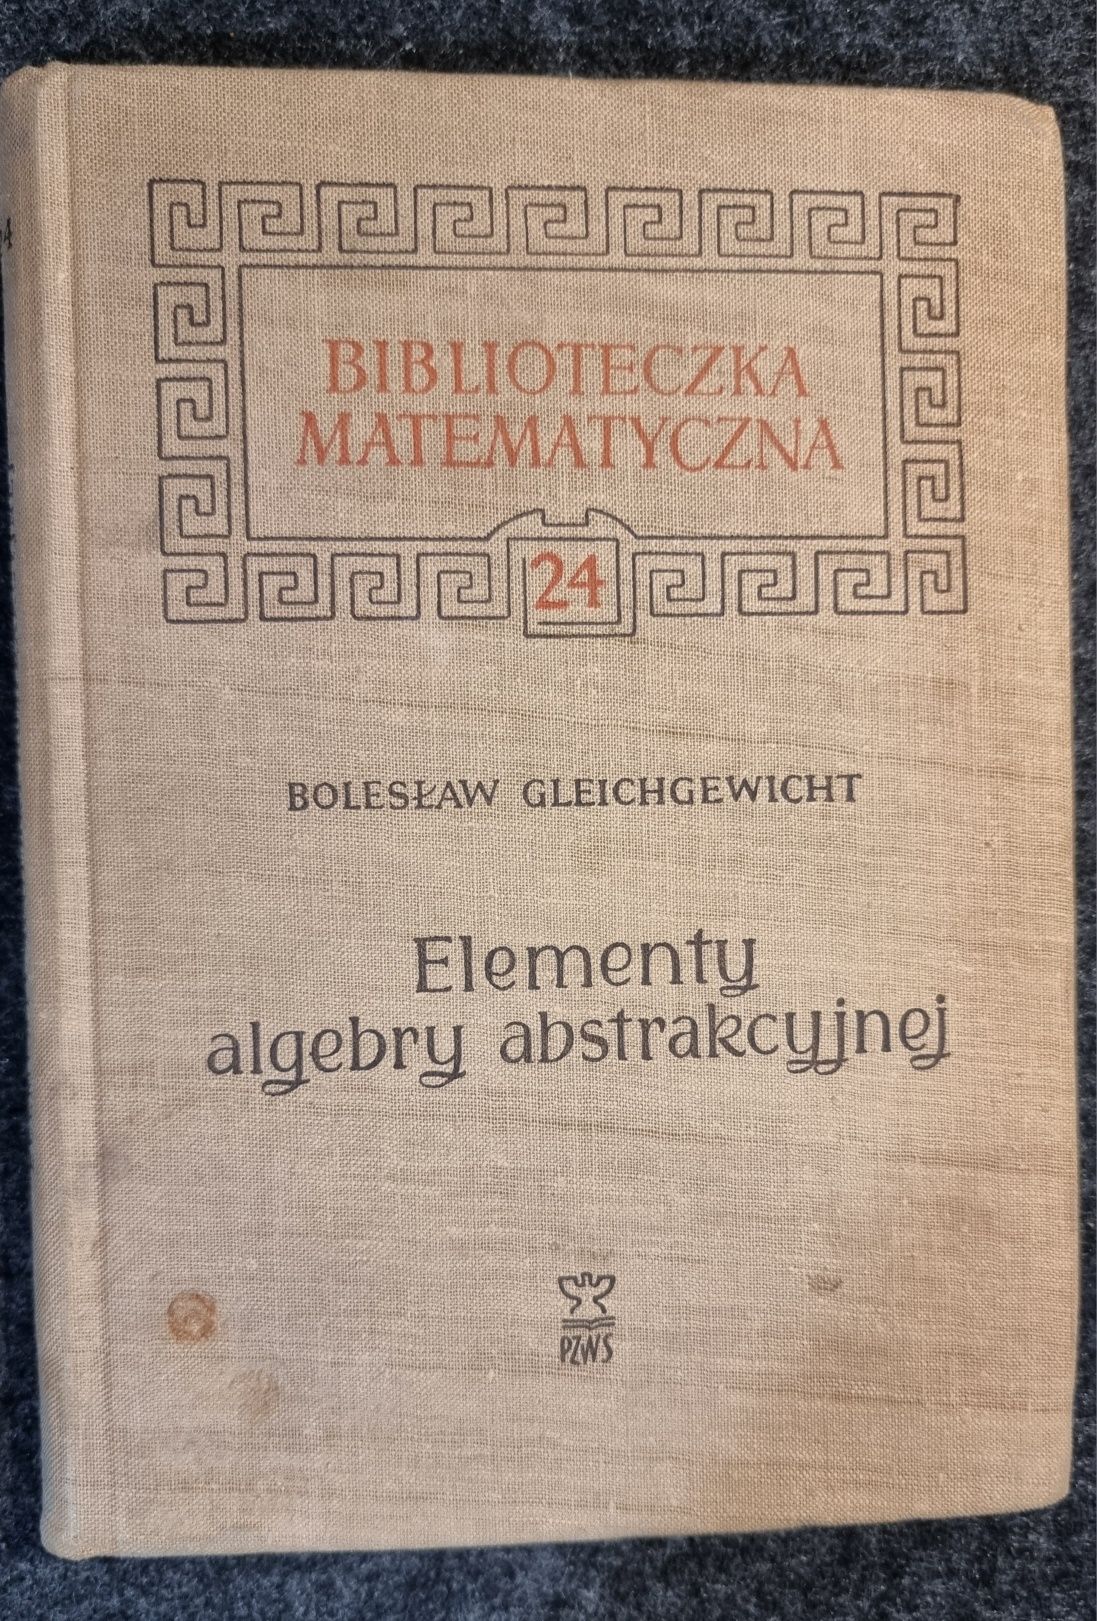 BIBLIOTECZKA
MATEMATYCZNA
24
BOLESŁAW GLEICHGEWICHT
Elementy
algebry abstrakcyjnej
PZWS